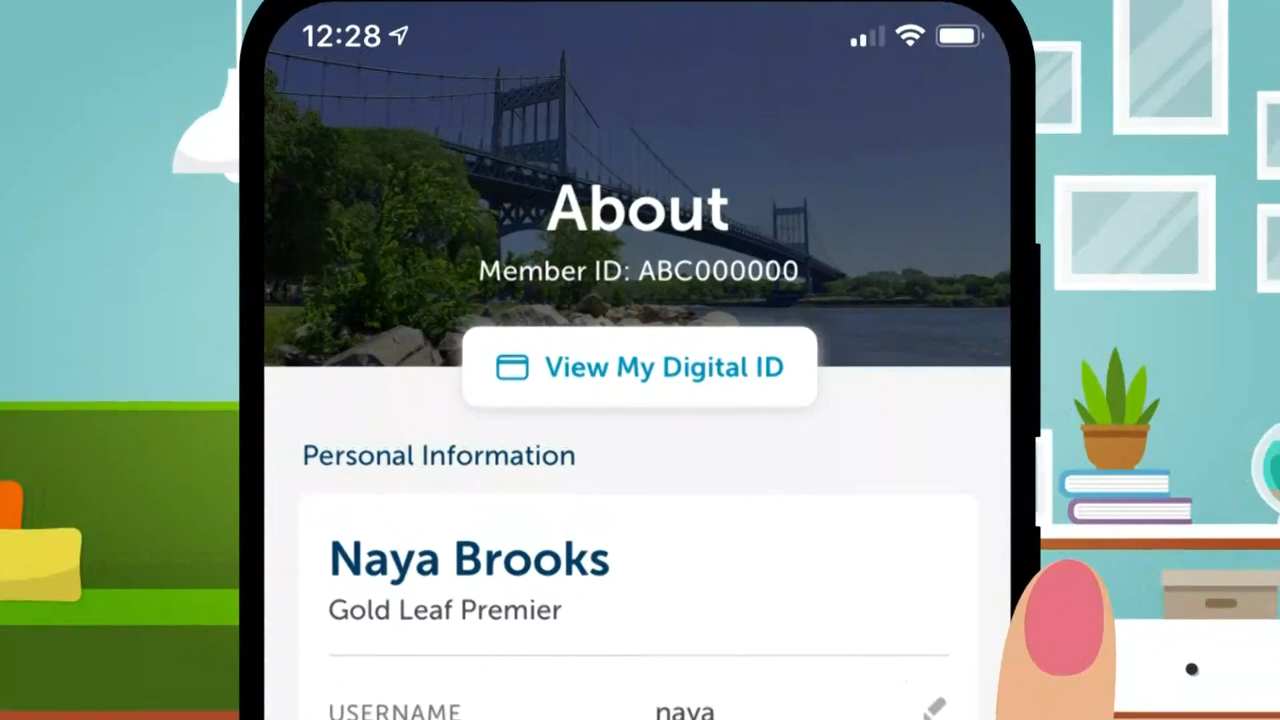 12:28
About
Member ID: ABC000000
View My Digital ID
Personal Information
Naya Brooks
Gold Leaf Premier
USERNAME naya